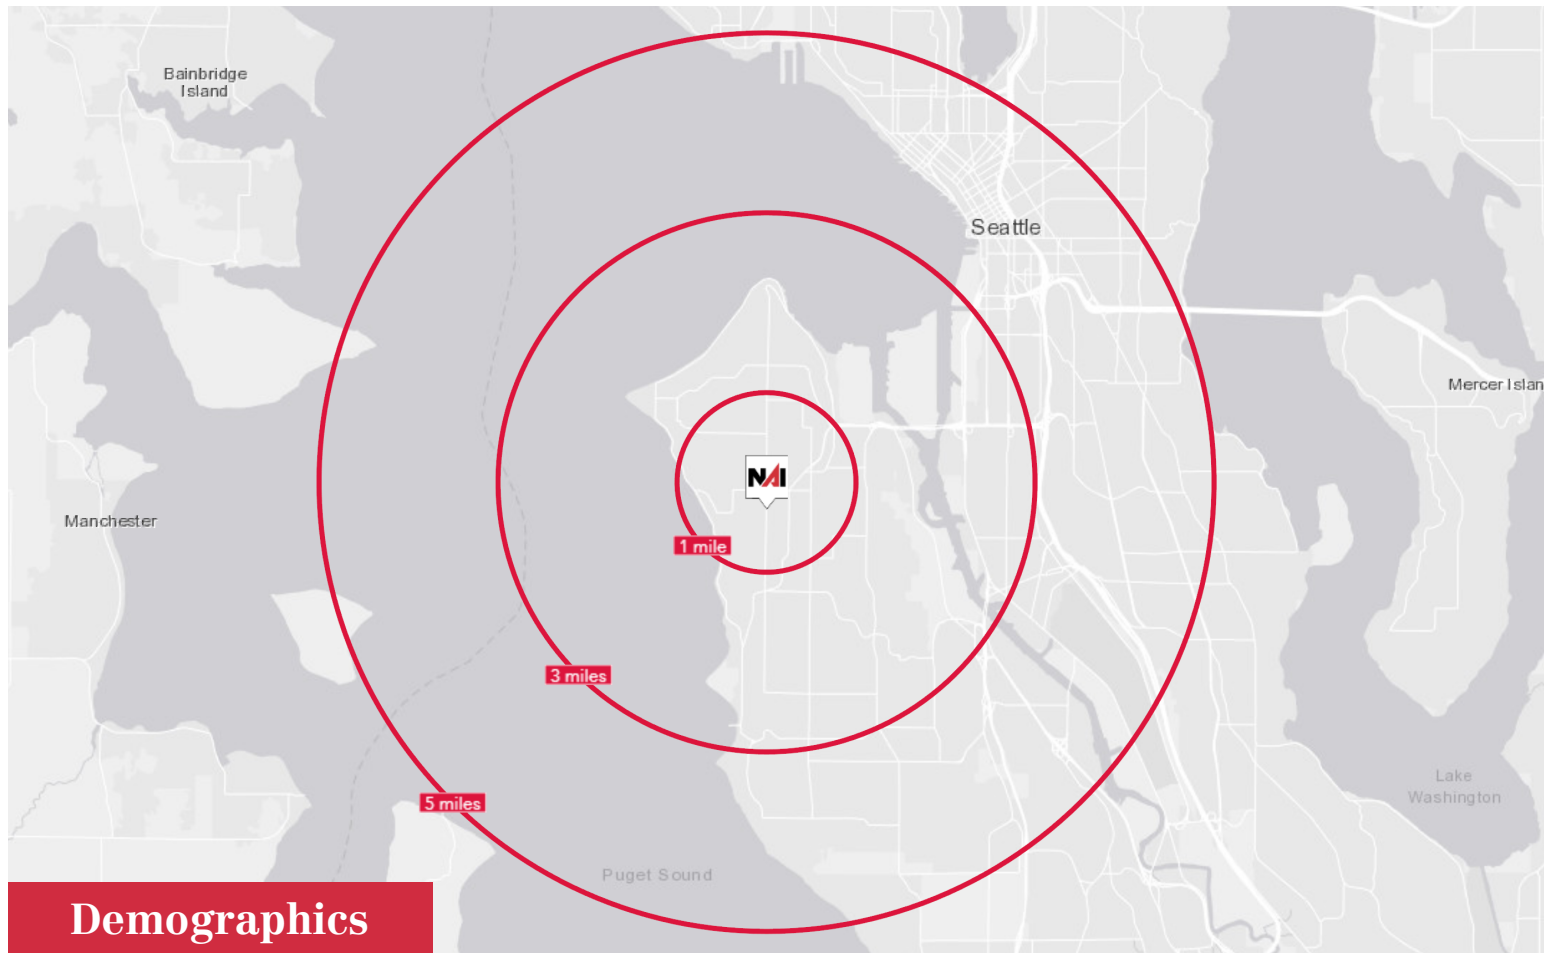 Bainbridge
Island
Seattle
Mercer Islan
NAI
Manchester
1 mile
3 miles
5 miles
Lake
Washington
Puget Sound
Demographics